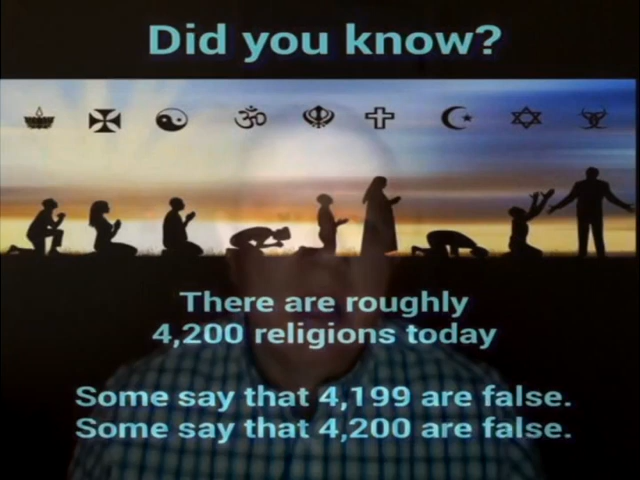 Did you know?
There are roughly
4,200 religions today
Some say that 4,199 are false.
Some say that 4,200 are false.